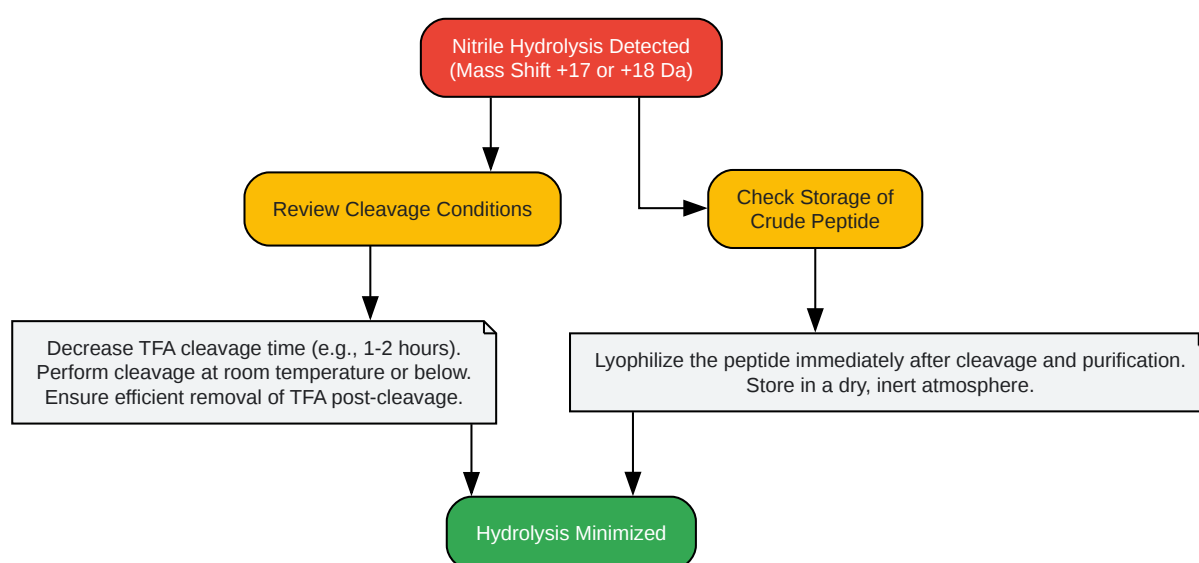 Nitrile Hydrolysis Detected
(Mass Shift +17 or +18 Da)
Review Cleavage Conditions
Check Storage of
Crude Peptide
Decrease TFA cleavage time (e.g., 1-2 hours).
Perform cleavage at room temperature or below.
Ensure efficient removal of TFA post-cleavage.
Lyophilize the peptide immediately after cleavage and purification.
Store in a dry, inert atmosphere.
Hydrolysis Minimized